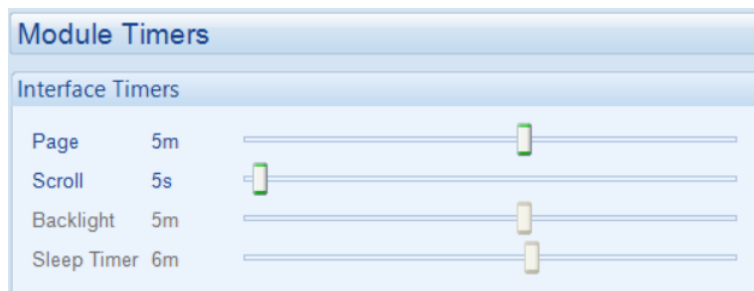 Module Timers
Interface Timers
Page 5m
Scroll 5s
Backlight 5m
Sleep Timer 6m